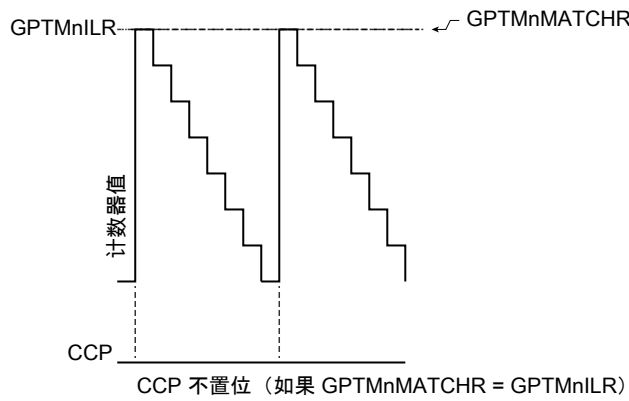 GPTMnILR
GPTMnMATCHR
计数器值
CCP
CCP 不置位（如果 GPTMnMATCHR = GPTMnILR）